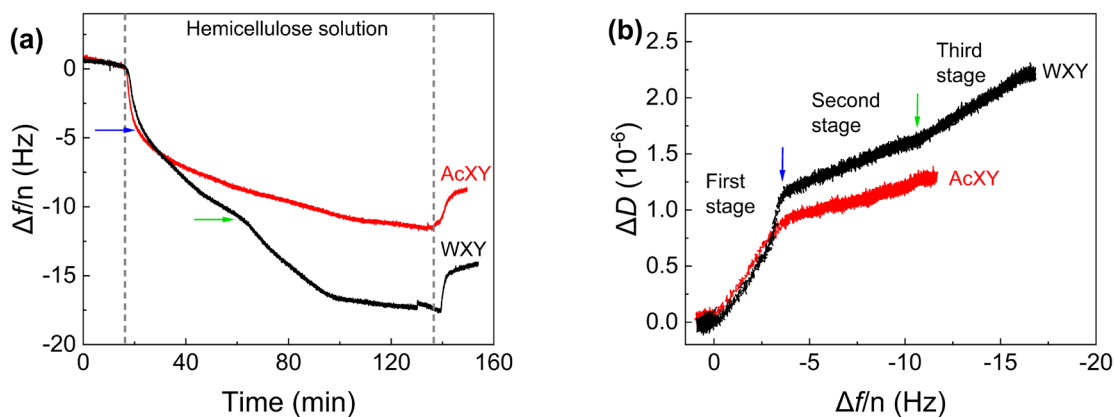 (a)
Hemicellulose solution
0
-5
-10
-15
-20
Δf/n (Hz)
AcXY
WXY
0 40 80 120 160
Time (min)
(b)
2.5
2.0
1.5
1.0
0.5
0.0
ΔD (10⁻⁶)
First
stage
Second
stage
Third
stage
WXY
AcXY
0 -5 -10 -15 -20
Δf/n (Hz)